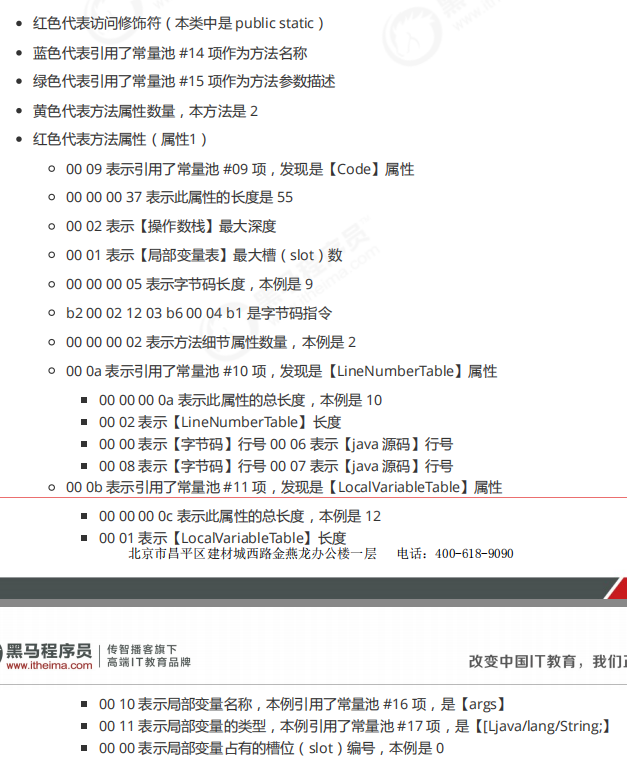 红色代表访问修饰符（本类中是 public static）
蓝色代表引用了常量池 #14 项作为方法名称
绿色代表引用了常量池 #15 项作为方法参数描述
黄色代表方法属性数量，本方法是 2
红色代表方法属性（属性1）
00 09 表示引用了常量池 #09 项，发现是【Code】属性
00 00 00 37 表示此属性的长度是 55
00 02 表示【操作数栈】最大深度
00 01 表示【局部变量表】最大槽（slot）数
00 00 00 05 表示字节码长度，本例是 9
b2 00 02 12 03 b6 00 04 b1 是字节码指令
00 00 00 02 表示方法细节属性数量，本例是 2
00 0a 表示引用了常量池 #10 项，发现是【LineNumberTable】属性
00 00 00 0a 表示此属性的总长度，本例是 10
00 02 表示【LineNumberTable】长度
00 00 表示【字节码】行号 00 06 表示【java 源码】行号
00 08 表示【字节码】行号 00 07 表示【java 源码】行号
00 0b 表示引用了常量池 #11 项，发现是【LocalVariableTable】属性
00 00 00 0c 表示此属性的总长度，本例是 12
00 01 表示【LocalVariableTable】长度
北京市昌平区建材城西路金燕龙办公楼一层 电话：400-618-9090
黑马程序员 传智播客旗下
www.itheima.com 高端IT教育品牌
改变中国IT教育，我们正
00 10 表示局部变量名称，本例引用了常量池 #16 项，是【args】
00 11 表示局部变量的类型，本例引用了常量池 #17 项，是【[Ljava/lang/String;】
00 00 表示局部变量占有的槽位（slot）编号，本例是 0